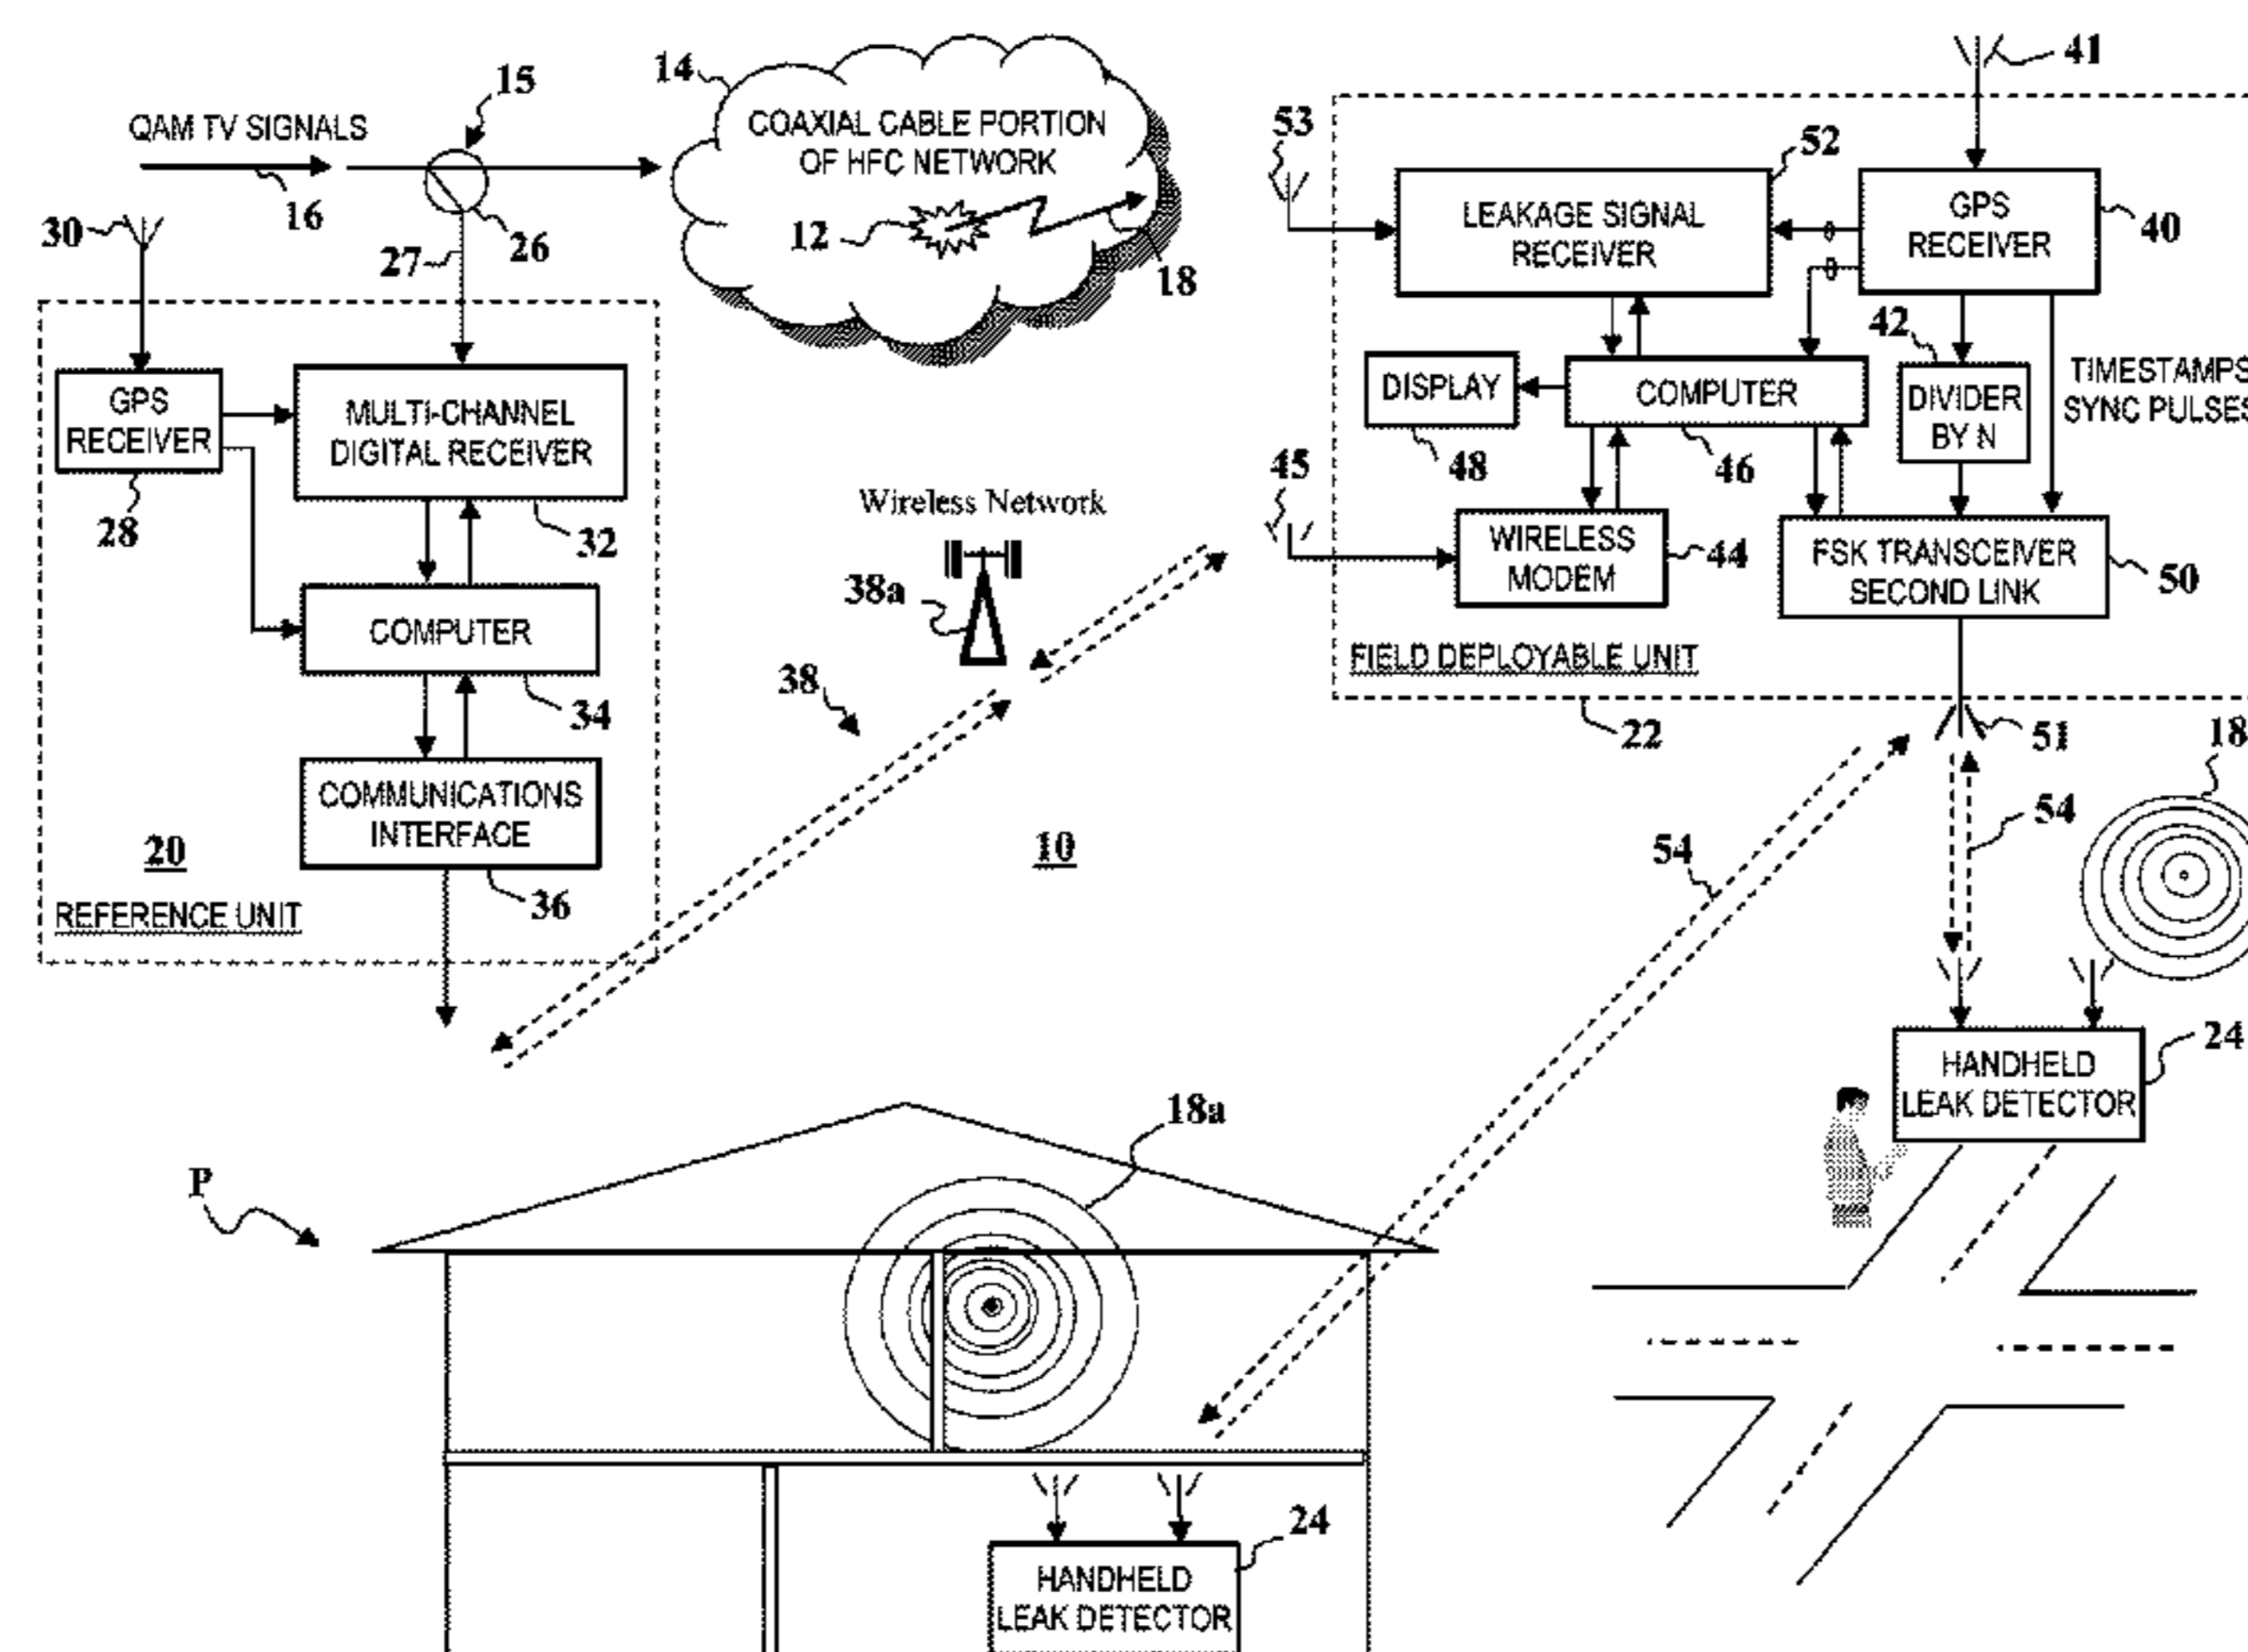 QAM TV SIGNALS
16
15
26
27
30
14
COAXIAL CABLE PORTION
OF HFC NETWORK
12
18
GPS
RECEIVER
28
MULTI-CHANNEL
DIGITAL RECEIVER
32
COMPUTER
34
COMMUNICATIONS
INTERFACE
36
20
REFERENCE UNIT
Wireless Network
38a
38
10
41
53
LEAKAGE SIGNAL
RECEIVER
52
GPS
RECEIVER
40
42
DISPLAY
48
COMPUTER
46
DIVIDER
BY N
TIMESTAMPS
SYNC PULSES
45
WIRELESS
MODEM
44
FSK TRANSCEIVER
SECOND LINK
50
FIELD DEPLOYABLE UNIT
22
51
18
54
54
HANDHELD
LEAK DETECTOR
24
P
18a
HANDHELD
LEAK DETECTOR
24